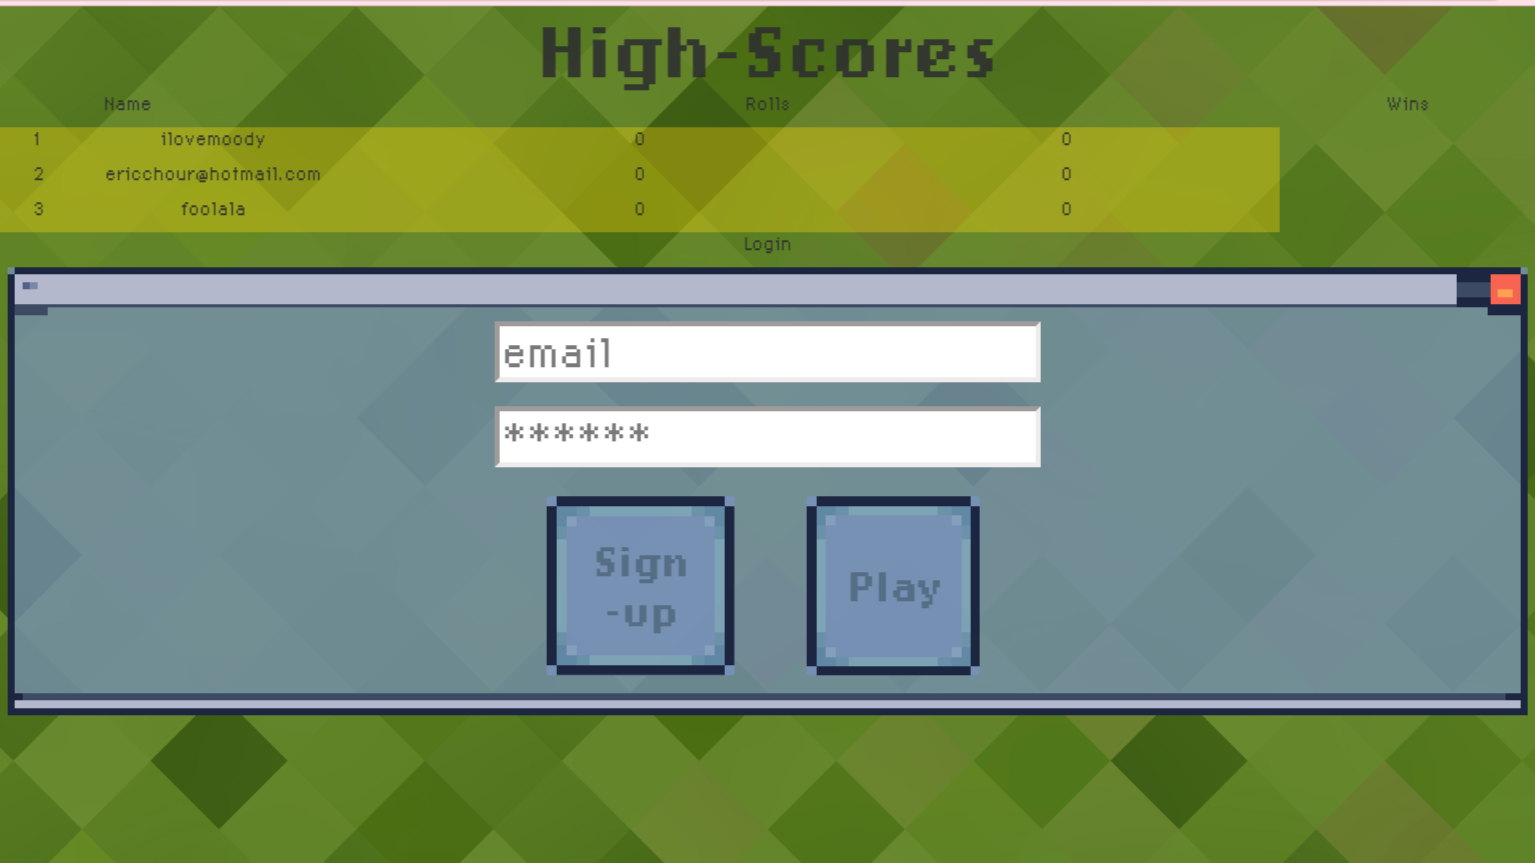 High-Scores
Name Rolls Wins
1 ilovemoody 0 0
2 ericchour@hotmail.com 0 0
3 foolala 0 0
Login
email
******
Sign
-up
Play